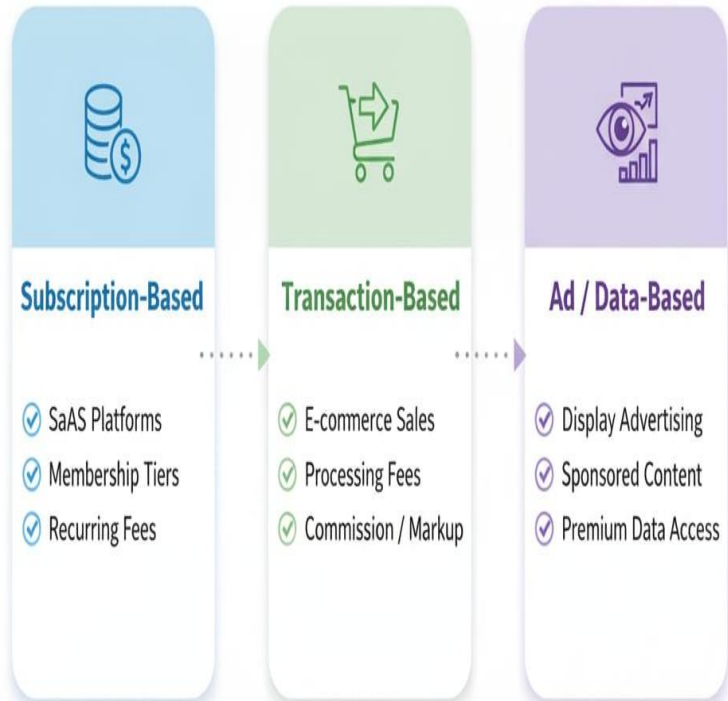 $
Subscription-Based
SaAS Platforms
Membership Tiers
Recurring Fees
Transaction-Based
E-commerce Sales
Processing Fees
Commission / Markup
Ad / Data-Based
Display Advertising
Sponsored Content
Premium Data Access